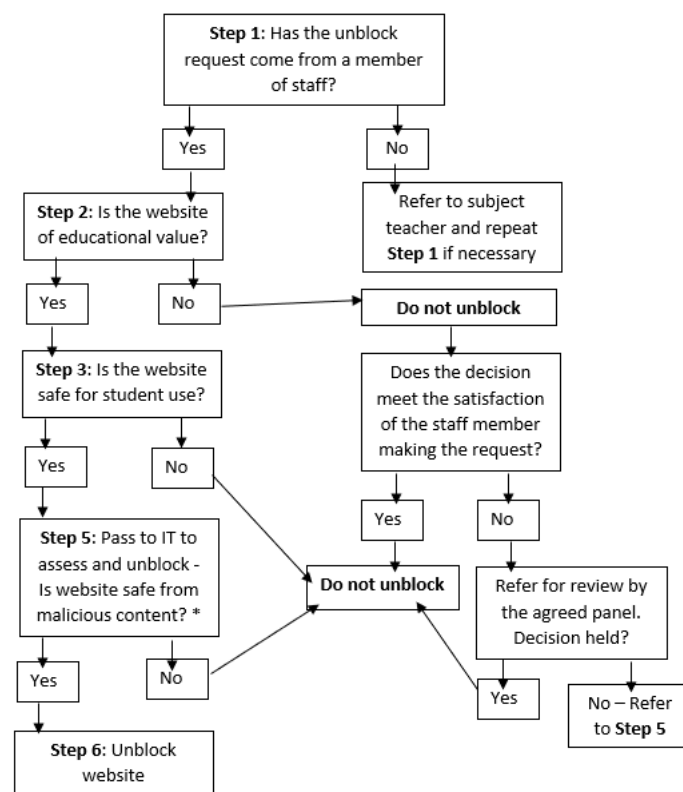 Step 1: Has the unblock
request come from a member
of staff?
Yes
No
Step 2: Is the website
of educational value?
Refer to subject
teacher and repeat
Step 1 if necessary
Yes
No
Do not unblock
Step 3: Is the website
safe for student use?
Does the decision
meet the satisfaction
of the staff member
making the request?
Yes
No
Yes
No
Step 5: Pass to IT to
assess and unblock -
Is website safe from
malicious content? *
Do not unblock
Refer for review by
the agreed panel.
Decision held?
Yes
No
Yes
No – Refer
to Step 5
Step 6: Unblock
website